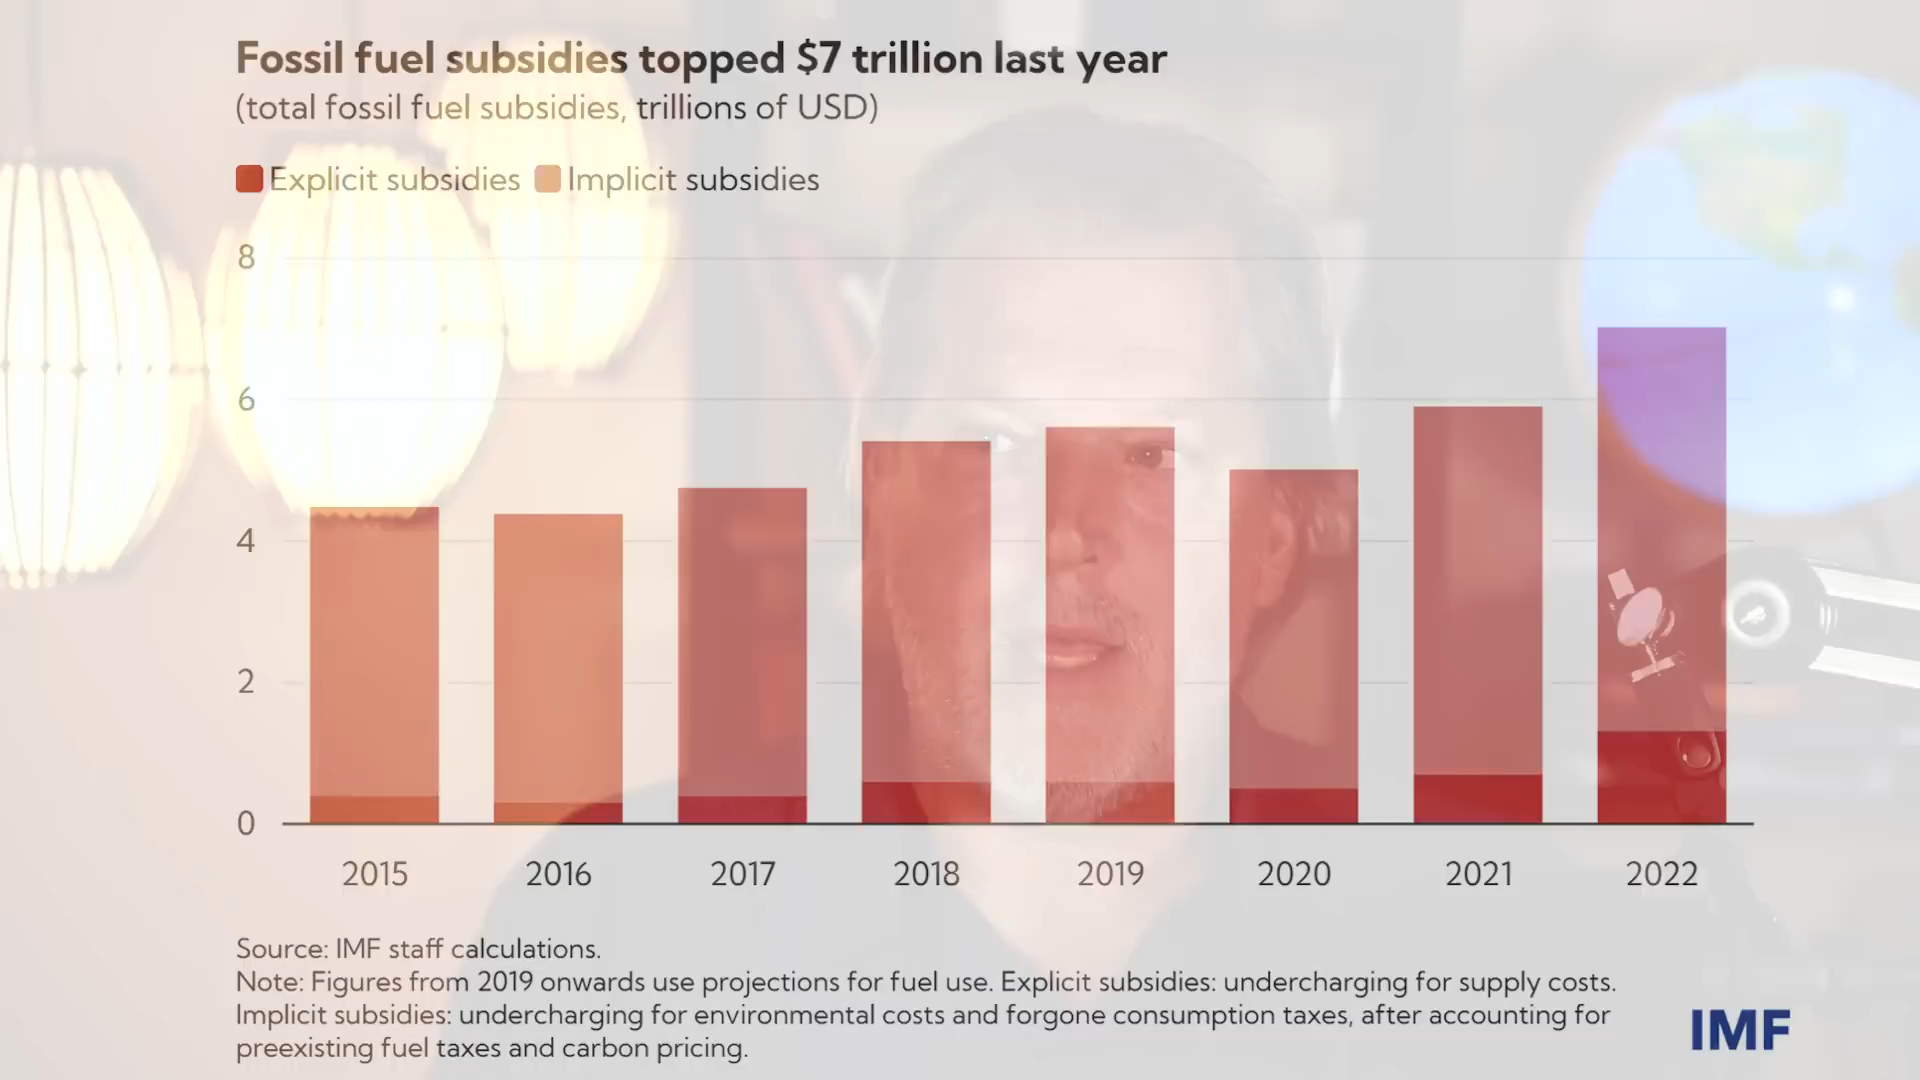 Fossil fuel subsidies topped $7 trillion last year
(total fossil fuel subsidies, trillions of USD)
Explicit subsidies Implicit subsidies
8
6
4
2
0
2015 2016 2017 2018 2019 2020 2021 2022
Source: IMF staff calculations.
Note: Figures from 2019 onwards use projections for fuel use. Explicit subsidies: undercharging for supply costs.
Implicit subsidies: undercharging for environmental costs and forgone consumption taxes, after accounting for
preexisting fuel taxes and carbon pricing.
IMF